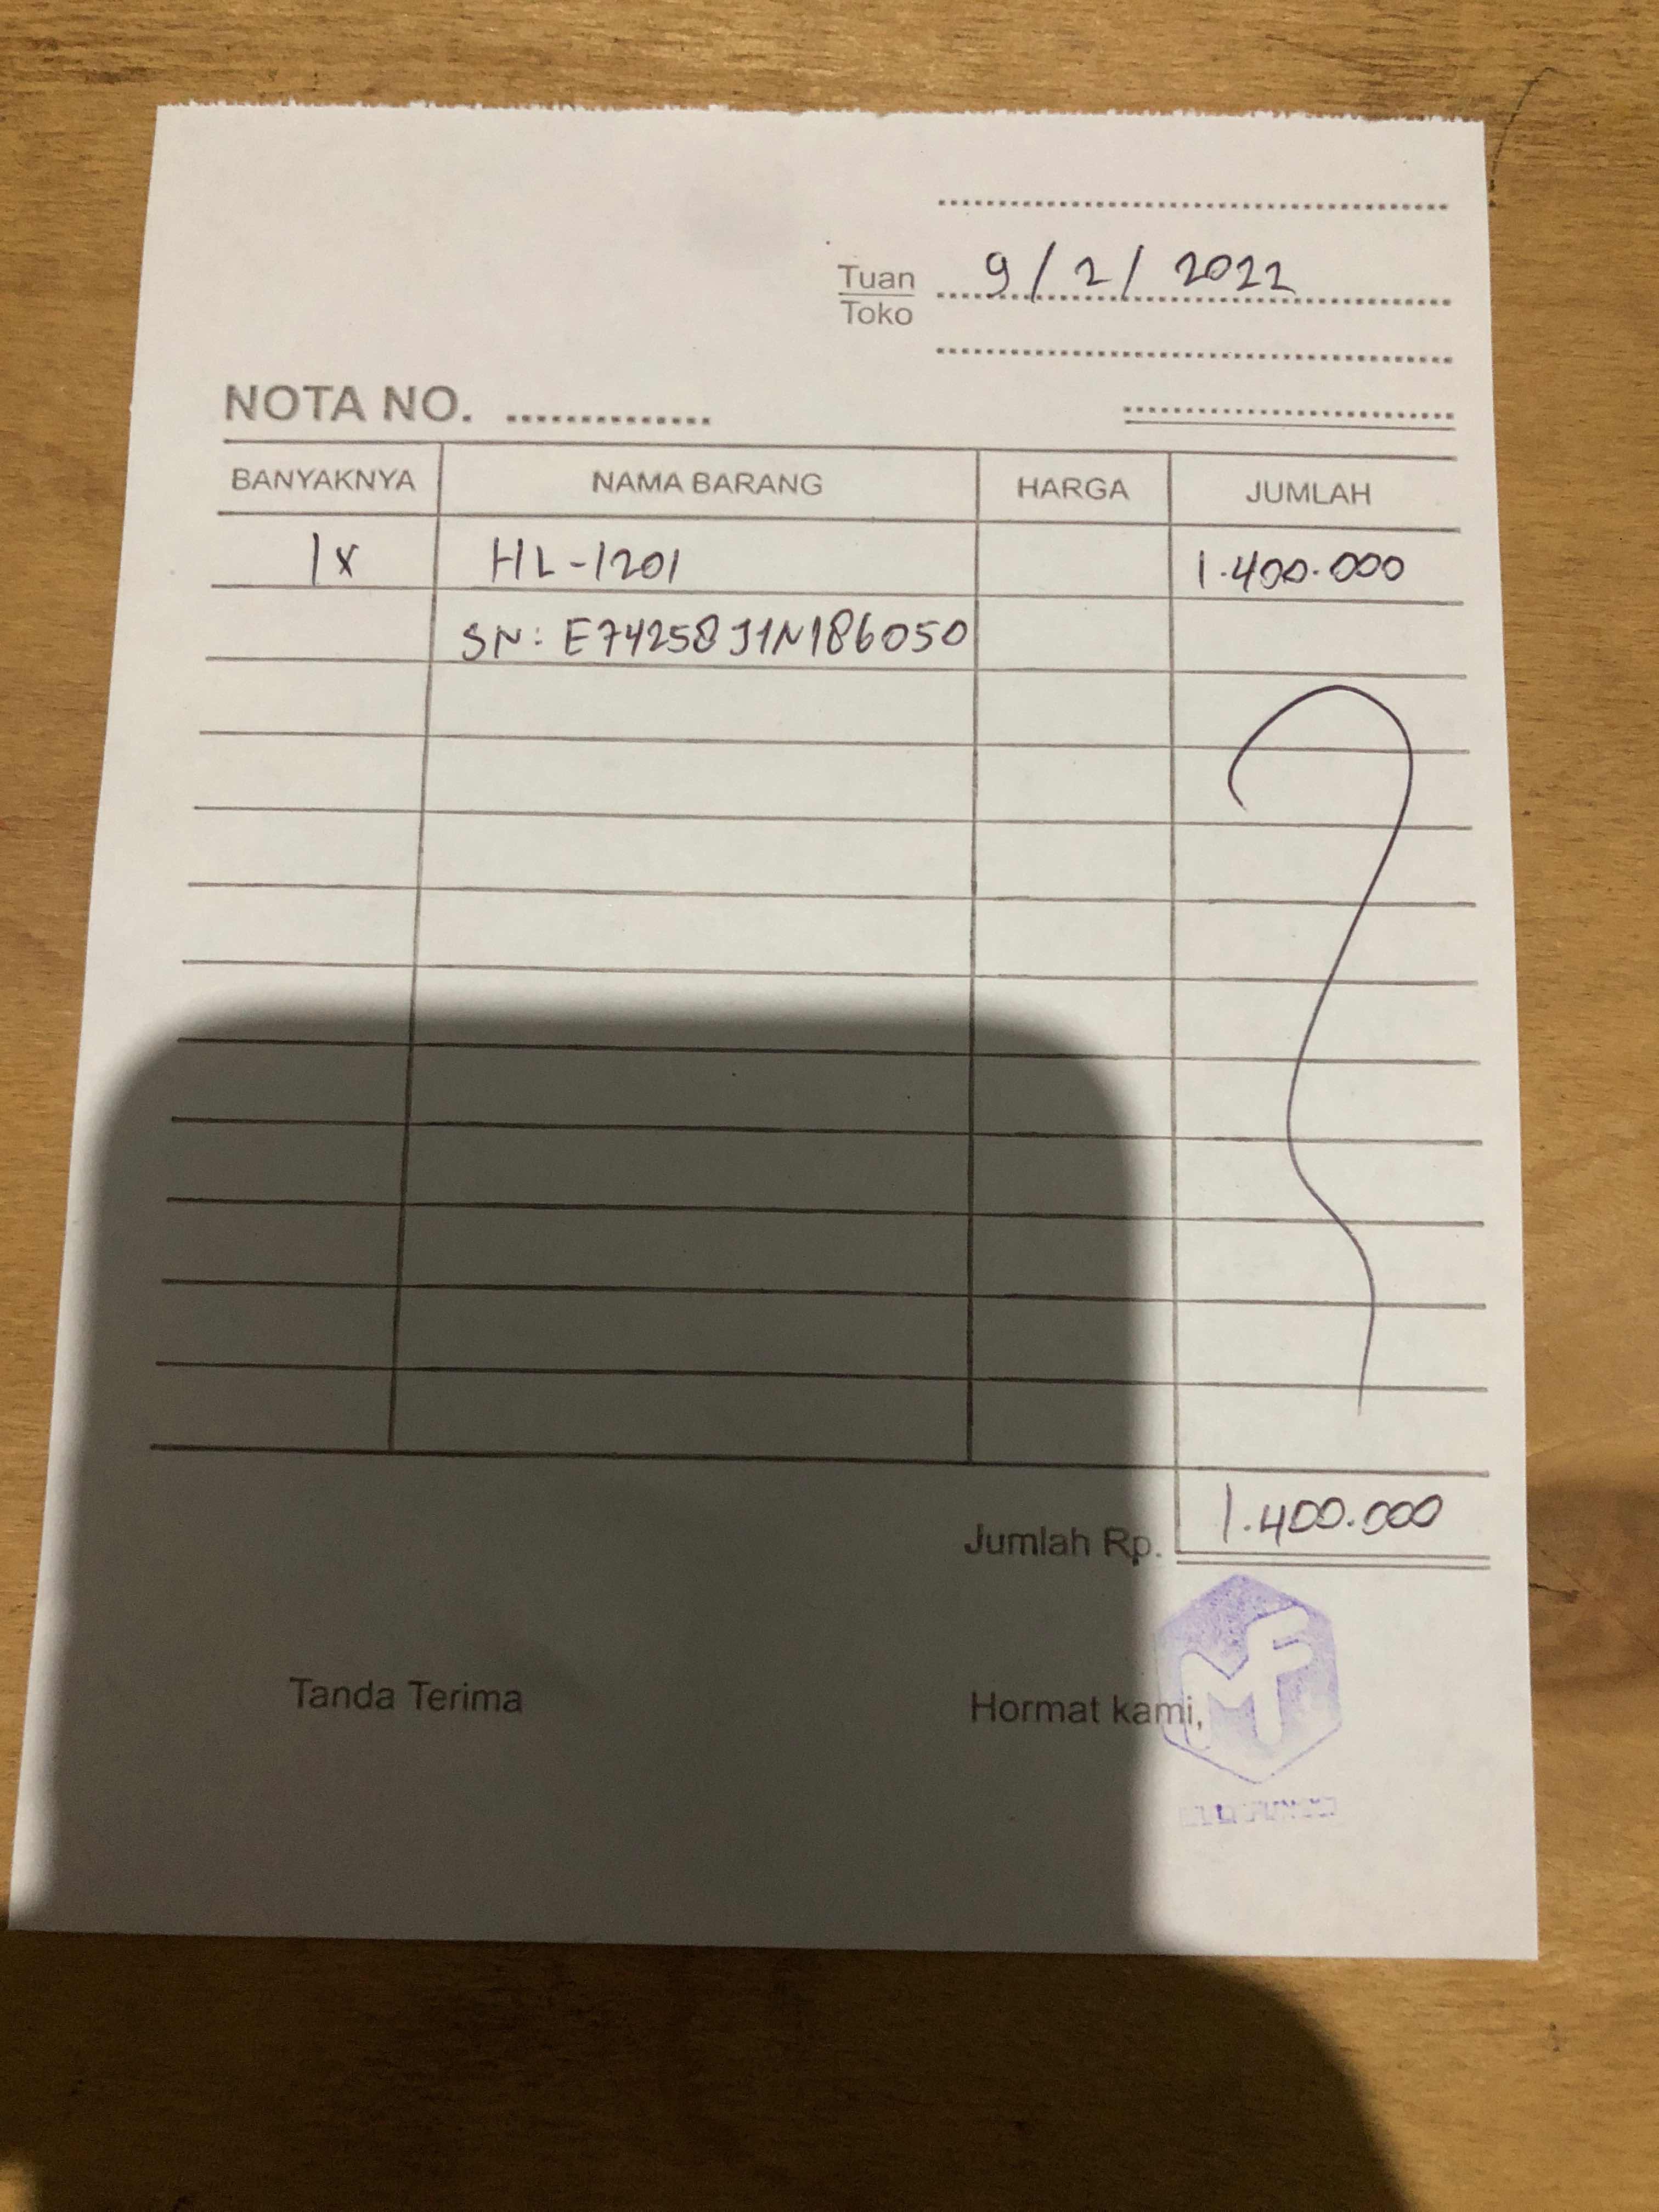 Tuan
Toko
9/2/2022
NOTA NO.
BANYAKNYA NAMA BARANG HARGA JUMLAH
1x HL-1201 1.400.000
SN: E74258J1N186050
Jumlah Rp. 1.400.000
Tanda Terima Hormat kami,
MF